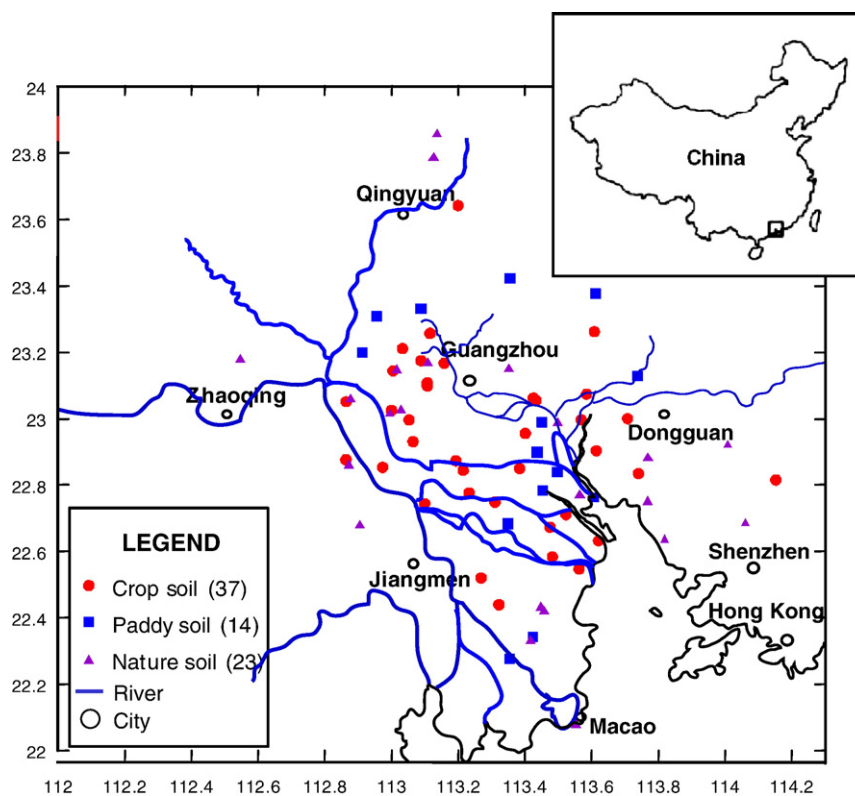 China
24
23.8
23.6
23.4
23.2
23
22.8
22.6
22.4
22.2
22
Qingyuan
Guangzhou
Zhaoqing
Dongguan
Shenzhen
Jiangmen
Hong Kong
Macao
LEGEND
Crop soil (37)
Paddy soil (14)
Nature soil (23)
River
City
112 112.2 112.4 112.6 112.8 113 113.2 113.4 113.6 113.8 114 114.2